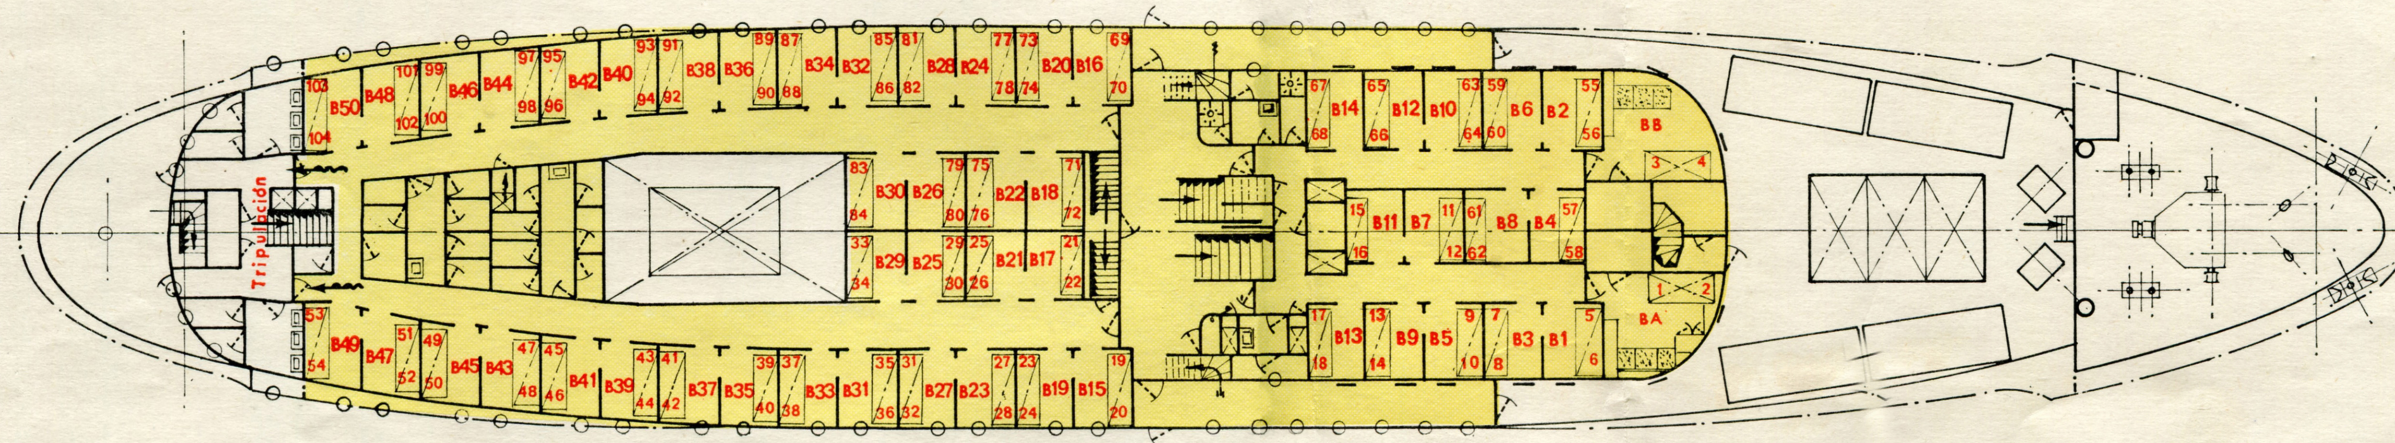 103 101 99 97 95 93 91 89 87 85 81 77 73 69
B50 B48 B46 B44 B42 B40 B38 B36 B34 B32 B28 B24 B20 B16
104 102 100 98 96 94 92 90 88 86 82 78 74 70
67 65 63 59 55
B14 B12 B10 B6 B2 BB
68 66 64 60 56
3 4
83 79 75 71
B30 B26 B22 B18
84 80 76 72
Tripulación
15 11 61 57
B11 B7 B8 B4
16 12 62 58
33 29 25 21
B29 B25 B21 B17
34 30 26 22
1 2
53 51 49 47 45 43 41 39 37 35 31 27 23 19
B49 B47 B45 B43 B41 B39 B37 B35 B33 B31 B27 B23 B19 B15
54 52 50 48 46 44 42 40 38 36 32 28 24 20
17 13 9 7 5
B13 B9 B5 B3 B1 BA
18 14 10 8 6